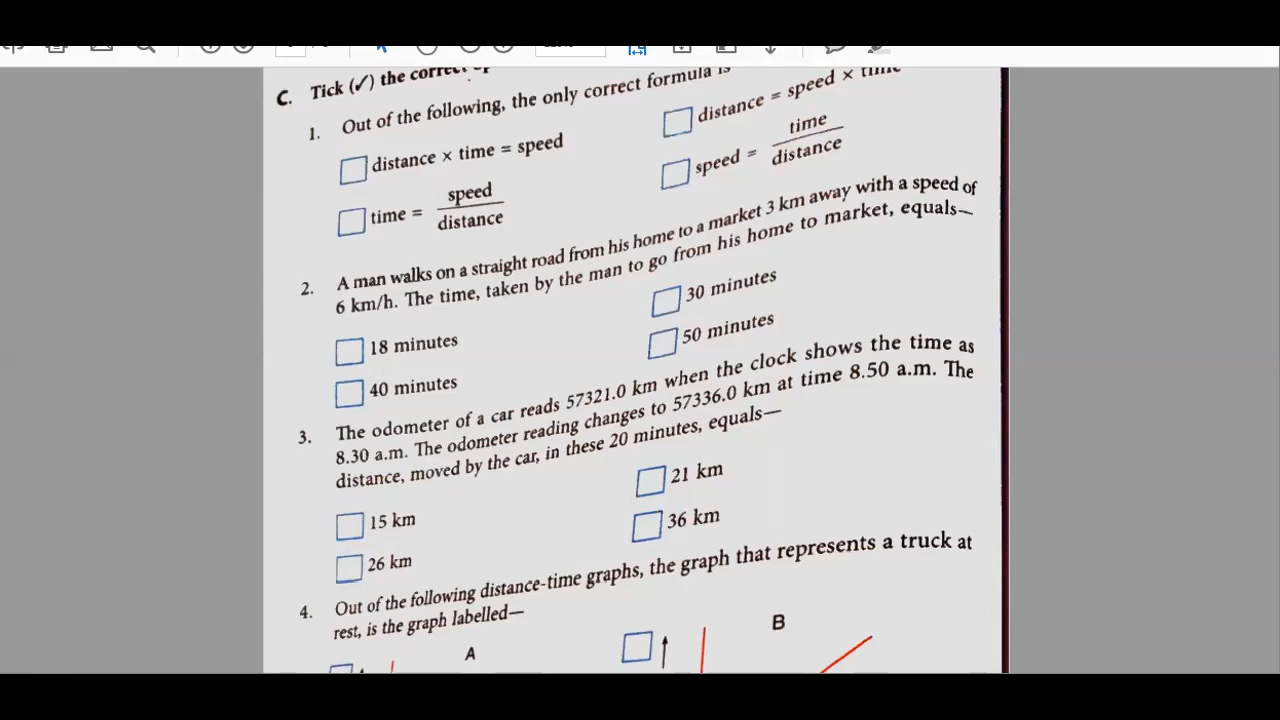 C. Tick (✓) the correct
1. Out of the following, the only correct formula is
distance × time = speed
distance = speed × time
time = speed / distance
speed = time / distance
2. A man walks on a straight road from his home to a market 3 km away with a speed of
6 km/h. The time, taken by the man to go from his home to market, equals—
18 minutes
30 minutes
40 minutes
50 minutes
3. The odometer of a car reads 57321.0 km when the clock shows the time as
8.30 a.m. The odometer reading changes to 57336.0 km at time 8.50 a.m. The
distance, moved by the car, in these 20 minutes, equals—
15 km
21 km
26 km
36 km
4. Out of the following distance-time graphs, the graph that represents a truck at
rest, is the graph labelled—
A
B